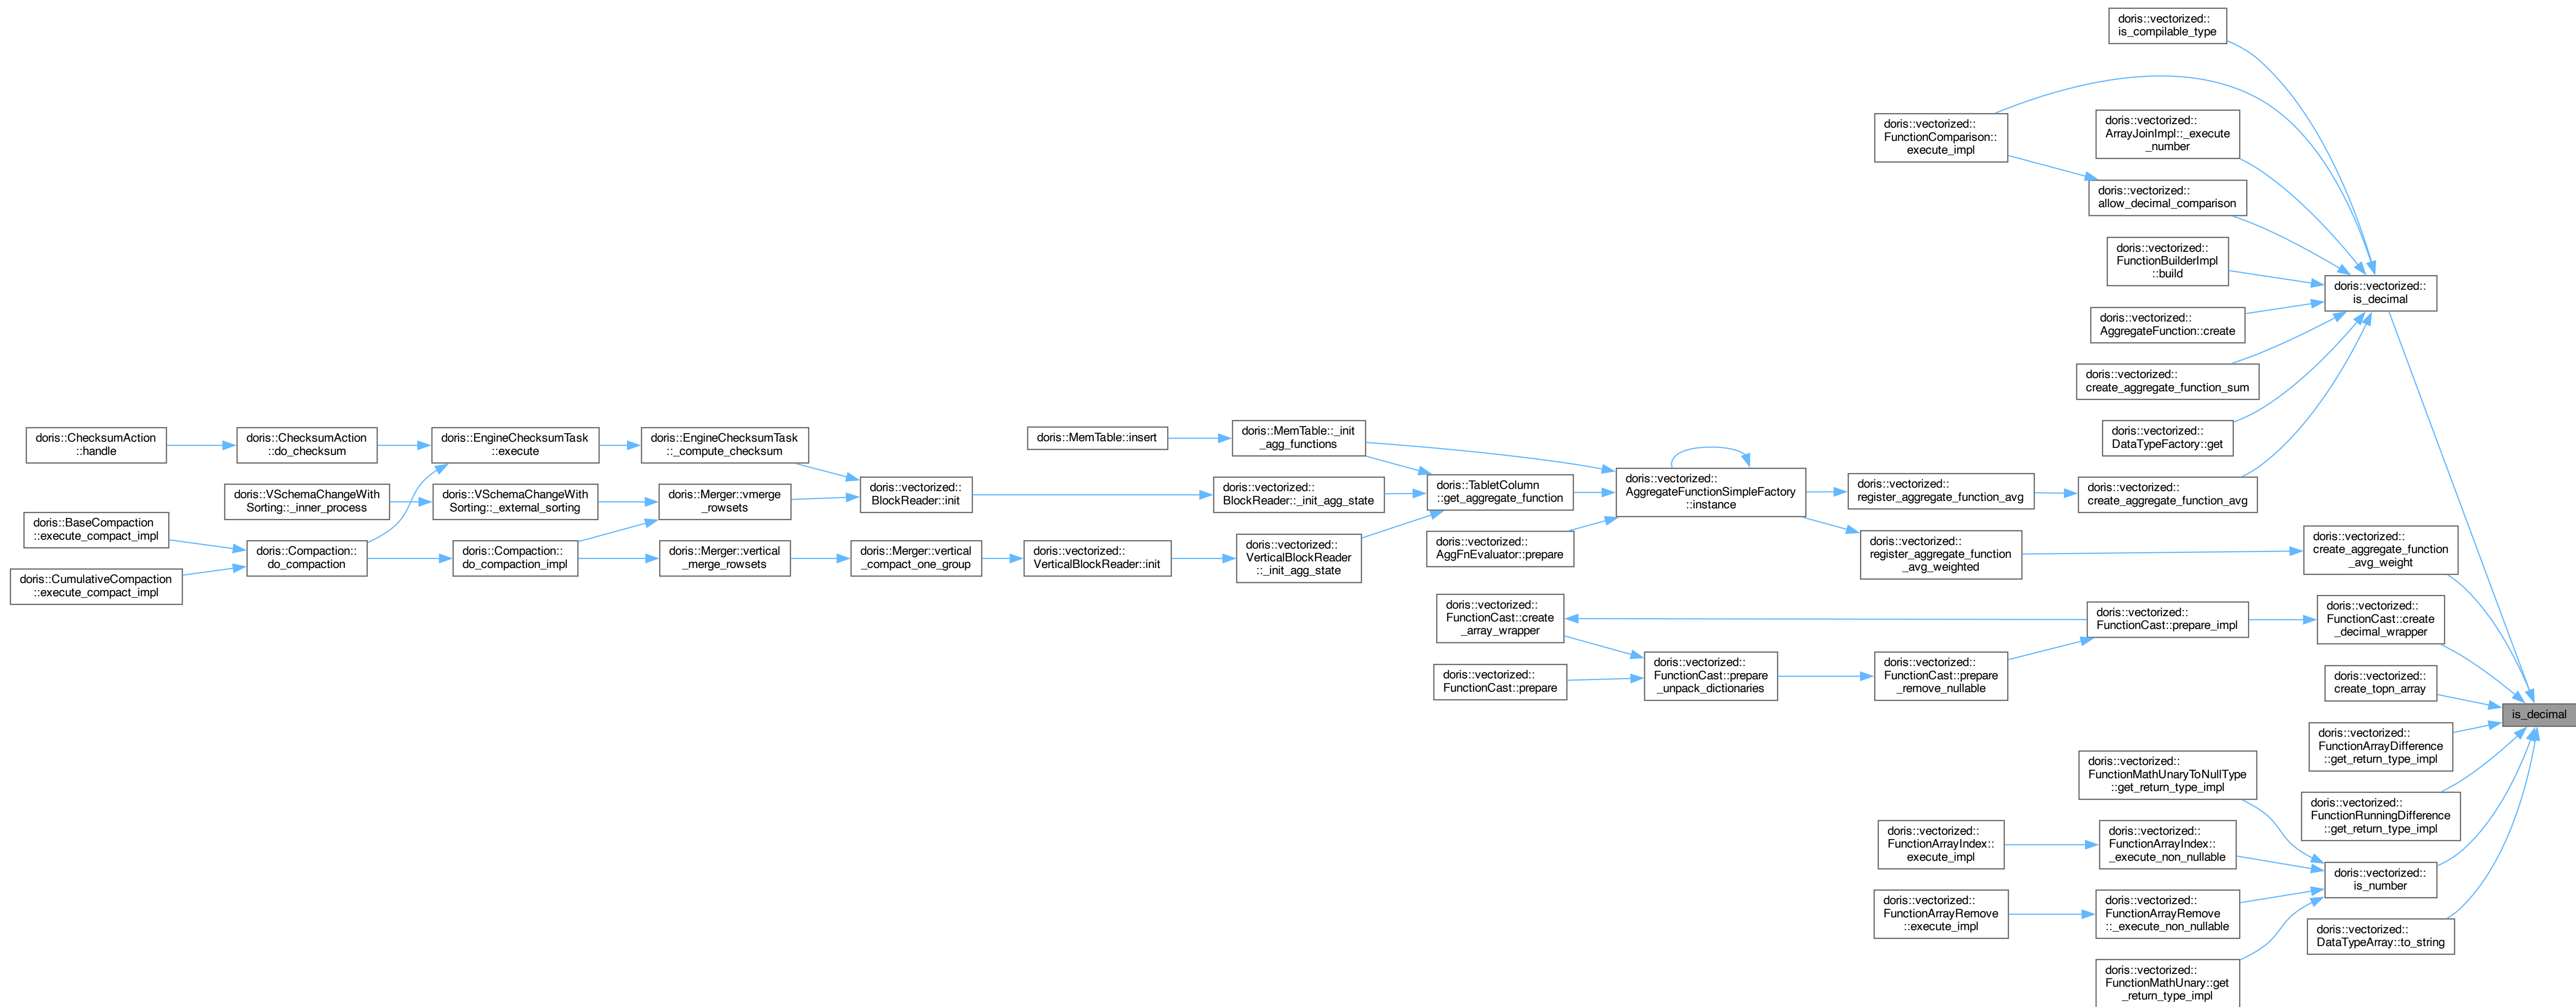 doris::vectorized::
is_compilable_type
doris::vectorized::
FunctionComparison::
execute_impl
doris::vectorized::
ArrayJoinImpl::_execute
_number
doris::vectorized::
allow_decimal_comparison
doris::vectorized::
FunctionBuilderImpl
::build
doris::vectorized::
is_decimal
doris::vectorized::
AggregateFunction::create
doris::vectorized::
create_aggregate_function_sum
doris::vectorized::
DataTypeFactory::get
doris::ChecksumAction
::handle
doris::ChecksumAction
::do_checksum
doris::EngineChecksumTask
::execute
doris::EngineChecksumTask
::_compute_checksum
doris::MemTable::insert
doris::MemTable::_init
_agg_functions
doris::VSchemaChangeWith
Sorting::_inner_process
doris::VSchemaChangeWith
Sorting::_external_sorting
doris::Merger::vmerge
_rowsets
doris::vectorized::
BlockReader::init
doris::vectorized::
BlockReader::_init_agg_state
doris::TabletColumn
::get_aggregate_function
doris::vectorized::
AggregateFunctionSimpleFactory
::instance
doris::vectorized::
register_aggregate_function_avg
doris::vectorized::
create_aggregate_function_avg
doris::BaseCompaction
::execute_compact_impl
doris::CumulativeCompaction
::execute_compact_impl
doris::Compaction::
do_compaction
doris::Compaction::
do_compaction_impl
doris::Merger::vertical
_merge_rowsets
doris::Merger::vertical
_compact_one_group
doris::vectorized::
VerticalBlockReader::init
doris::vectorized::
VerticalBlockReader
::_init_agg_state
doris::vectorized::
AggFnEvaluator::prepare
doris::vectorized::
register_aggregate_function
_avg_weighted
doris::vectorized::
create_aggregate_function
_avg_weight
doris::vectorized::
FunctionCast::create
_array_wrapper
doris::vectorized::
FunctionCast::prepare_impl
doris::vectorized::
FunctionCast::create
_decimal_wrapper
doris::vectorized::
FunctionCast::prepare
doris::vectorized::
FunctionCast::prepare
_unpack_dictionaries
doris::vectorized::
FunctionCast::prepare
_remove_nullable
doris::vectorized::
create_topn_array
is_decimal
doris::vectorized::
FunctionArrayDifference
::get_return_type_impl
doris::vectorized::
FunctionMathUnaryToNullType
::get_return_type_impl
doris::vectorized::
FunctionRunningDifference
::get_return_type_impl
doris::vectorized::
FunctionArrayIndex::
execute_impl
doris::vectorized::
FunctionArrayIndex::
_execute_non_nullable
doris::vectorized::
is_number
doris::vectorized::
FunctionArrayRemove
::execute_impl
doris::vectorized::
FunctionArrayRemove
::_execute_non_nullable
doris::vectorized::
DataTypeArray::to_string
doris::vectorized::
FunctionMathUnary::get
_return_type_impl